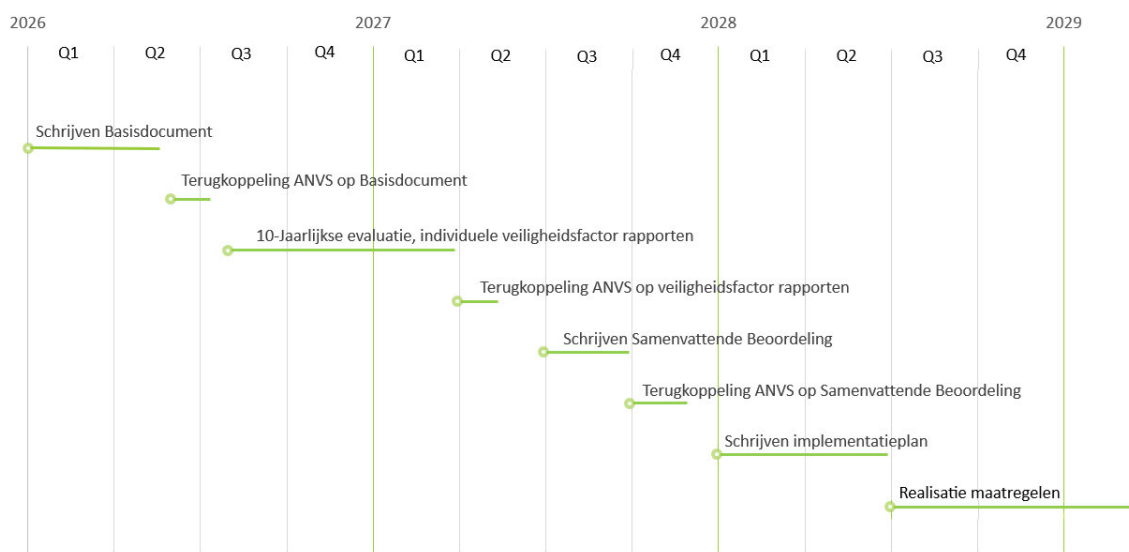 2026 2027 2028 2029
Q1 Q2 Q3 Q4 Q1 Q2 Q3 Q4 Q1 Q2 Q3 Q4
Schrijven Basisdocument
Terugkoppeling ANVS op Basisdocument
10-Jaarlijkse evaluatie, individuele veiligheidsfactor rapporten
Terugkoppeling ANVS op veiligheidsfactor rapporten
Schrijven Samenvattende Beoordeling
Terugkoppeling ANVS op Samenvattende Beoordeling
Schrijven implementatieplan
Realisatie maatregelen